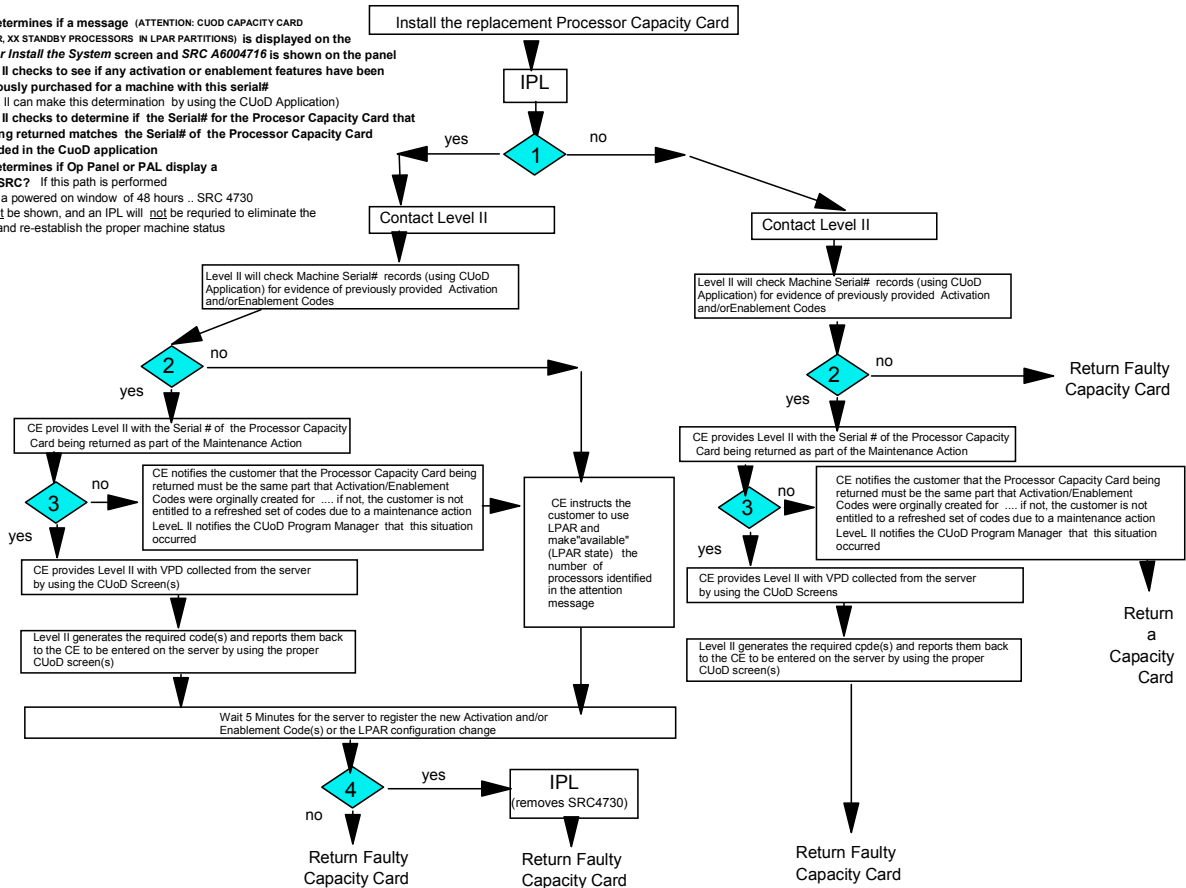 etermines if a message (ATTENTION: CUOD CAPACITY CARD
R, XX STANDBY PROCESSORS IN LPAR PARTITIONS) is displayed on the
r Install the System screen and SRC A6004716 is shown on the panel
II checks to see if any activation or enablement features have been
ously purchased for a machine with this serial#
II can make this determination by using the CUoD Application)
II checks to determine if the Serial# for the Procesor Capacity Card that
ng returned matches the Serial# of the Processor Capacity Card
ded in the CuoD application
etermines if Op Panel or PAL display a
SRC? If this path is performed
a powered on window of 48 hours .. SRC 4730
t be shown, and an IPL will not be requried to eliminate the
and re-establish the proper machine status
Install the replacement Processor Capacity Card
IPL
1
yes
no
Contact Level II
Level II will check Machine Serial# records (using CUoD
Application) for evidence of previously provided Activation
and/orEnablement Codes
2
no
yes
CE provides Level II with the Serial # of the Processor Capacity
Card being returned as part of the Maintenance Action
3
no
yes
CE notifies the customer that the Processor Capacity Card being
returned must be the same part that Activation/Enablement
Codes were orginally created for .... if not, the customer is not
entitled to a refreshed set of codes due to a maintenance action
LeveL II notifies the CUoD Program Manager that this situation
occurred
CE instructs the
customer to use
LPAR and
make"available"
(LPAR state) the
number of
processors identified
in the attention
message
CE provides Level II with VPD collected from the server
by using the CUoD Screen(s)
Level II generates the required code(s) and reports them back
to the CE to be entered on the server by using the proper
CUoD screen(s)
Wait 5 Minutes for the server to register the new Activation and/or
Enablement Code(s) or the LPAR configuration change
4
yes
no
IPL
(removes SRC4730)
Return Faulty
Capacity Card
Return Faulty
Capacity Card
Contact Level II
Level II will check Machine Serial# records (using CUoD
Application) for evidence of previously provided Activation
and/orEnablement Codes
2
no
yes
Return Faulty
Capacity Card
CE provides Level II with the Serial # of the Processor Capacity
Card being returned as part of the Maintenance Action
3
no
yes
CE notifies the customer that the Processor Capacity Card being
returned must be the same part that Activation/Enablement
Codes were orginally created for .... if not, the customer is not
entitled to a refreshed set of codes due to a maintenance action
LeveL II notifies the CUoD Program Manager that this situation
occurred
Return
a
Capacity
Card
CE provides Level II with VPD collected from the server
by using the CUoD Screens
Level II generates the required cpde(s) and reports them back
to the CE to be entered on the server by using the proper
CUoD screen(s)
Return Faulty
Capacity Card